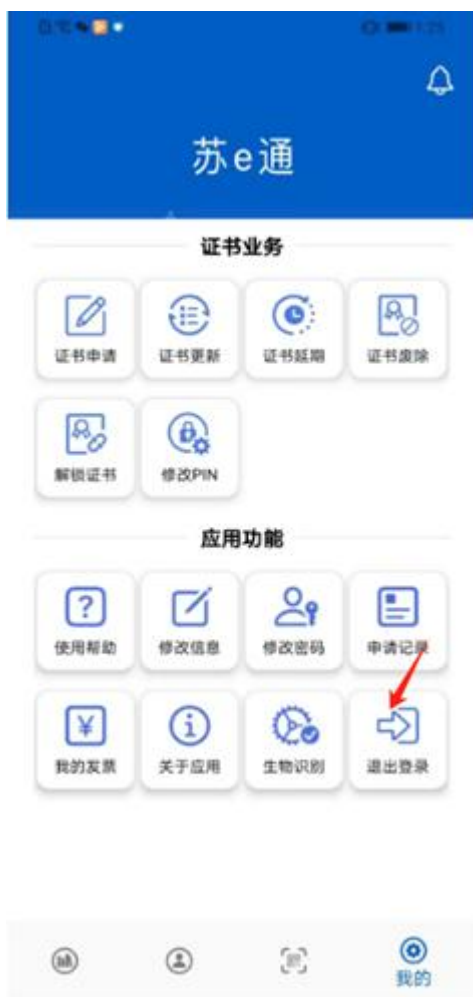 苏e通
证书业务
证书申请 证书更新 证书延期 证书废除
解锁证书 修改PIN
应用功能
使用帮助 修改信息 修改密码 申请记录
我的发票 关于应用 生物识别 退出登录
我的